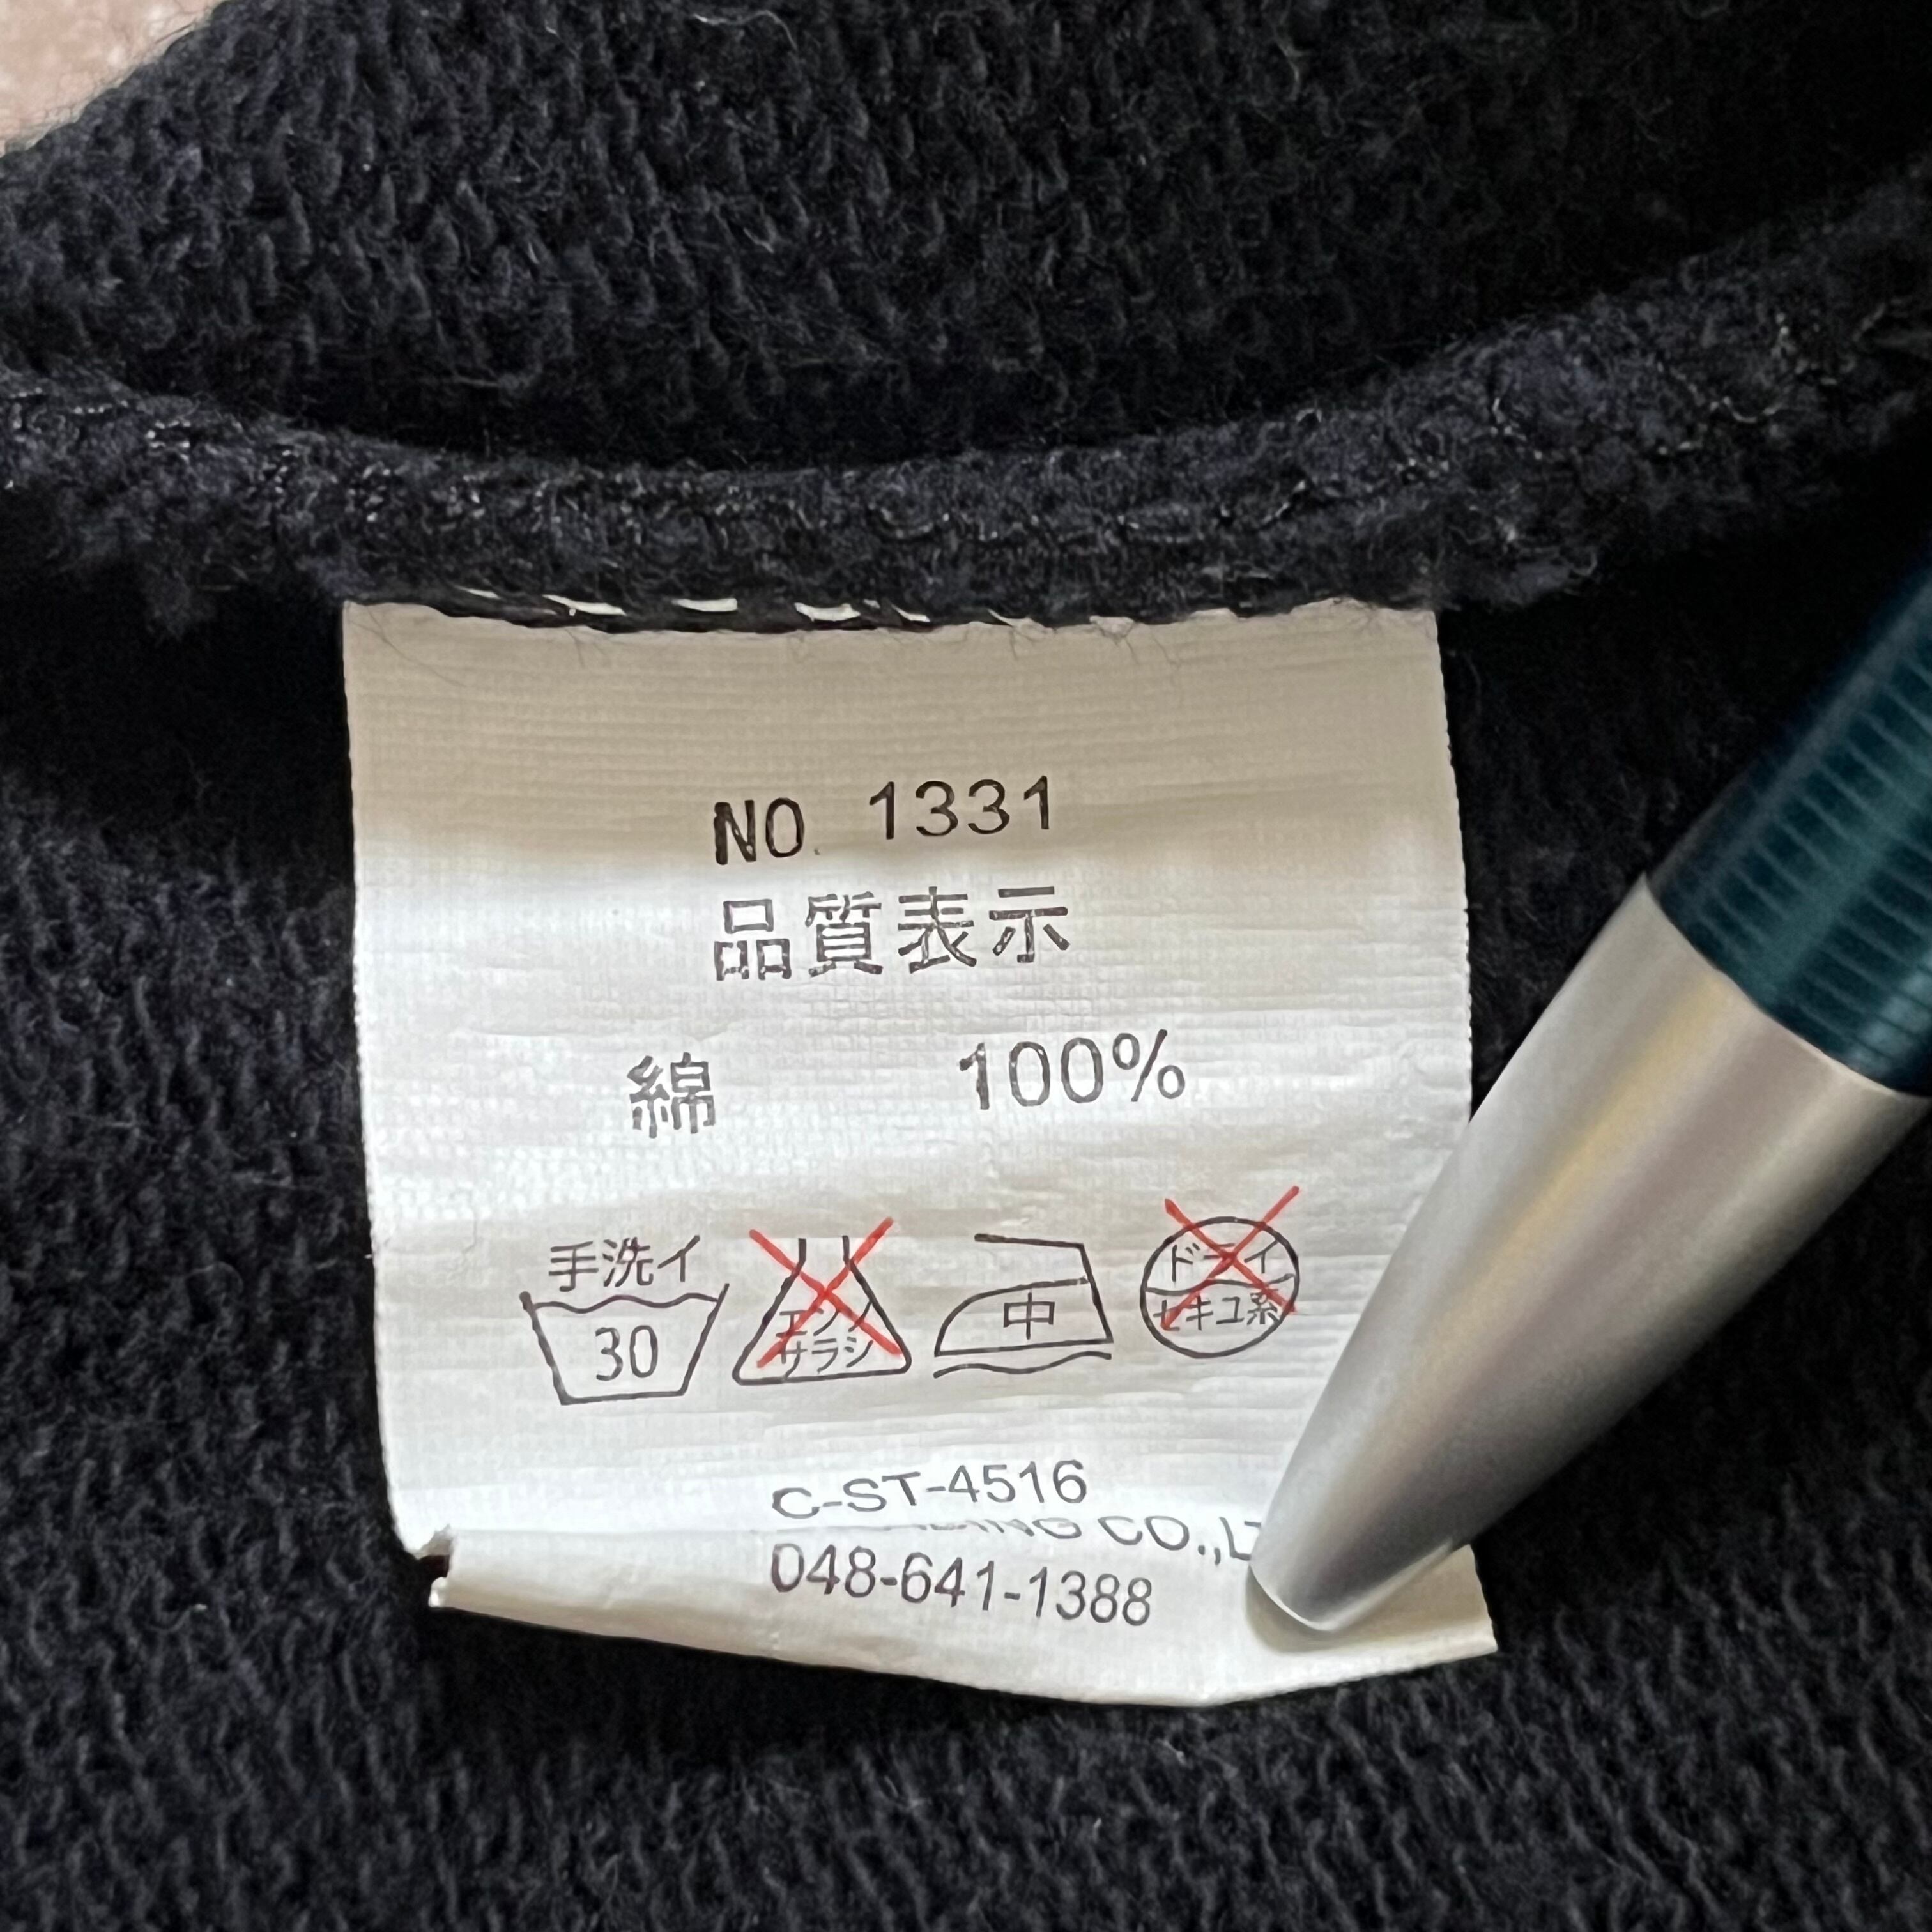 NO. 1331
品質表示
綿 100%
手洗イ
30
エンソ
サラシ
中
ドライ
セキユ系
C-ST-4516
CO.,
048-641-1388